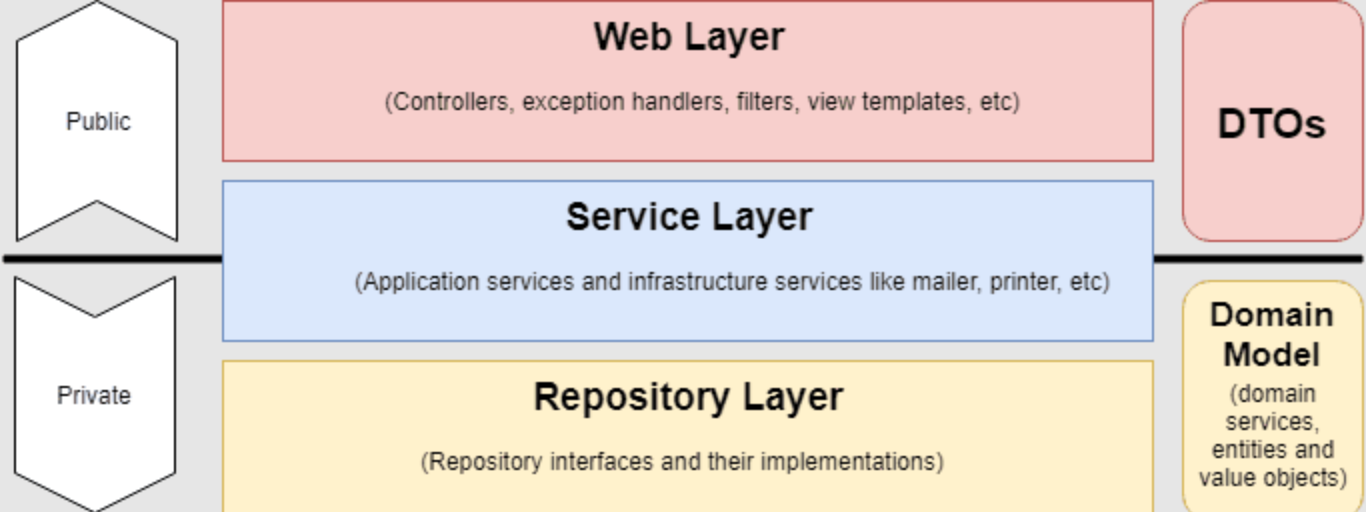 Public
Web Layer
(Controllers, exception handlers, filters, view templates, etc)
DTOs
Service Layer
(Application services and infrastructure services like mailer, printer, etc)
Private
Repository Layer
(Repository interfaces and their implementations)
Domain
Model
(domain
services,
entities and
value objects)